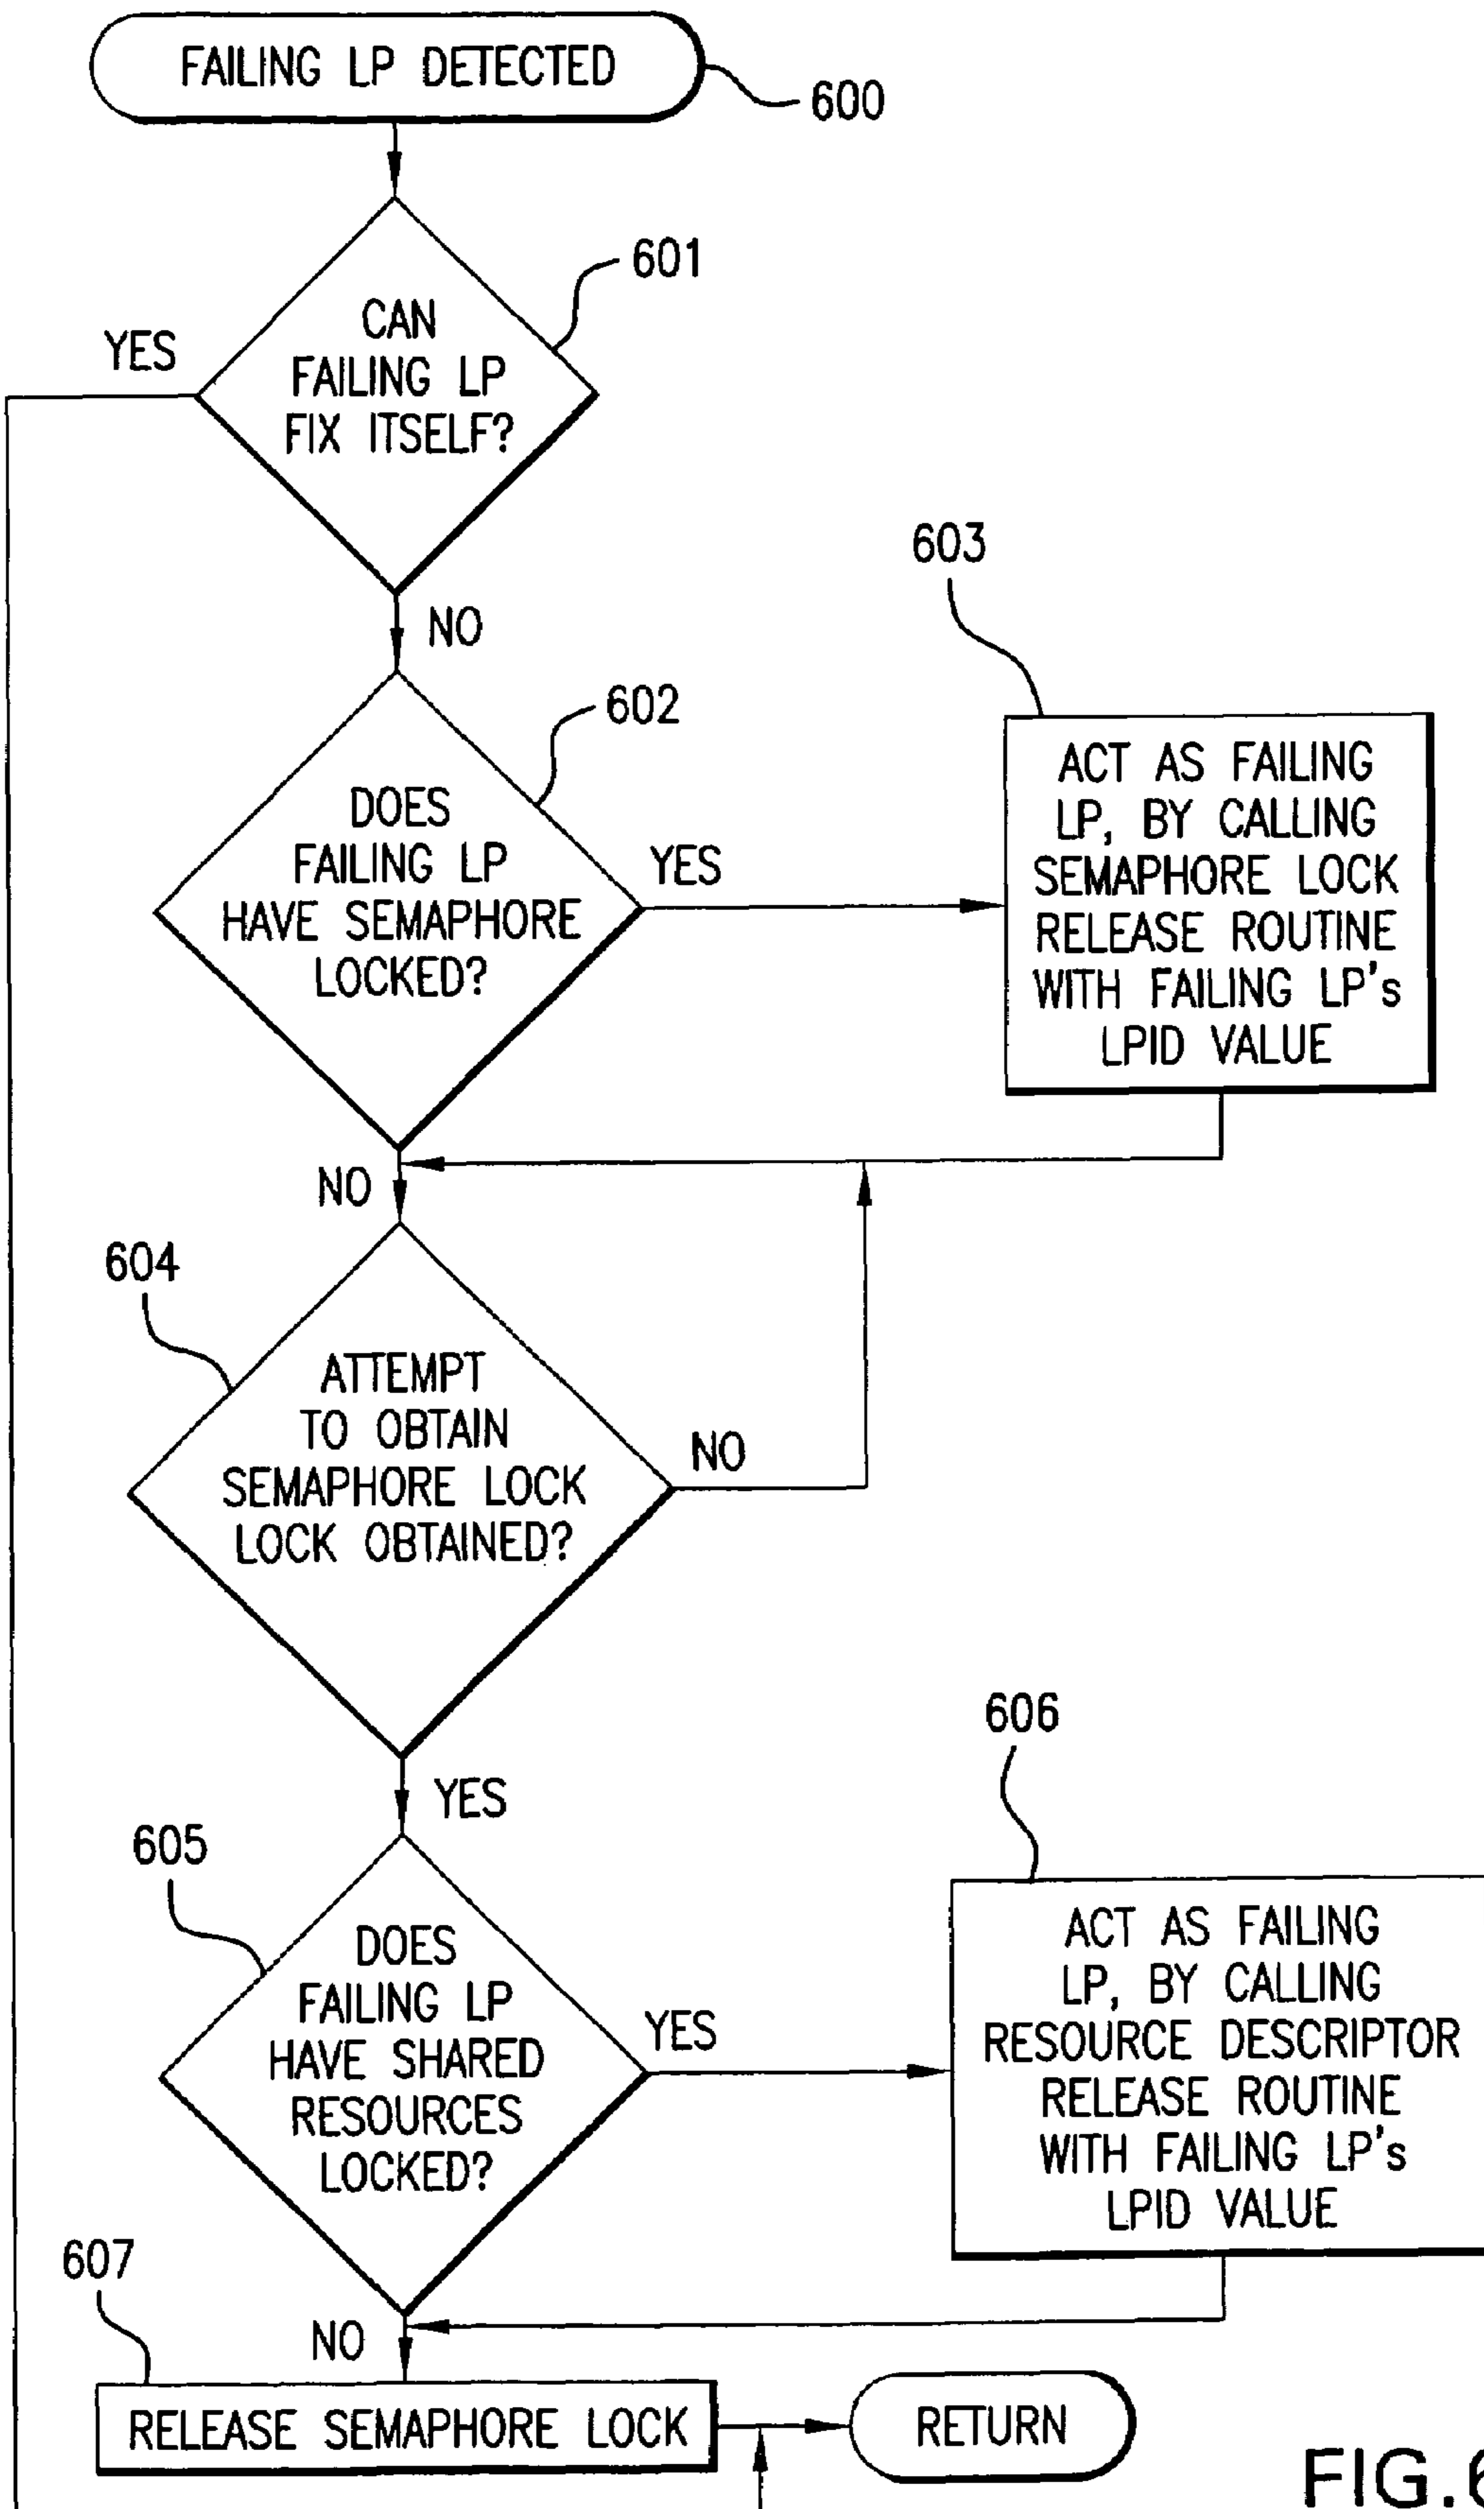 FAILING LP DETECTED
600
601
CAN
FAILING LP
FIX ITSELF?
YES
NO
602
603
DOES
FAILING LP
HAVE SEMAPHORE
LOCKED?
YES
ACT AS FAILING
LP, BY CALLING
SEMAPHORE LOCK
RELEASE ROUTINE
WITH FAILING LP's
LPID VALUE
NO
604
ATTEMPT
TO OBTAIN
SEMAPHORE LOCK
LOCK OBTAINED?
NO
YES
605
606
DOES
FAILING LP
HAVE SHARED
RESOURCES
LOCKED?
YES
ACT AS FAILING
LP, BY CALLING
RESOURCE DESCRIPTOR
RELEASE ROUTINE
WITH FAILING LP's
LPID VALUE
NO
607
RELEASE SEMAPHORE LOCK
RETURN
FIG.6